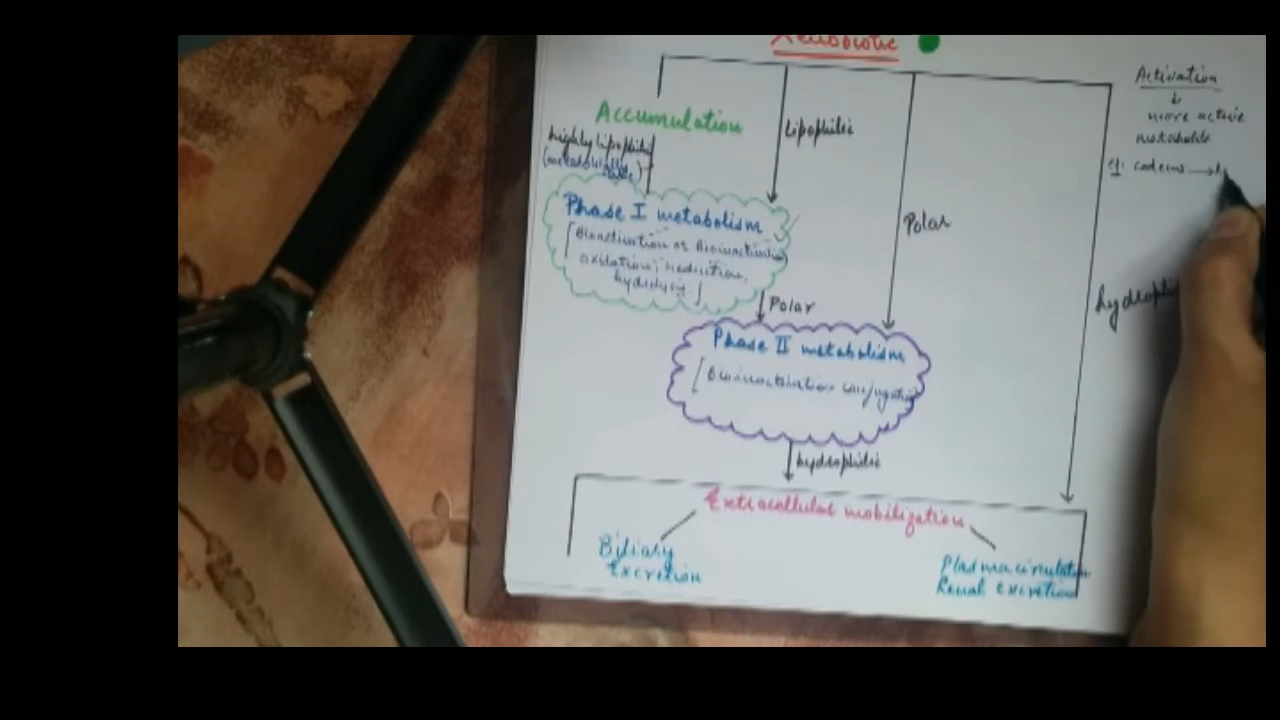 Xenobiotic
Activation
↓
more active
metabolite
eg. codeine →
Accumulation
highly lipophilic
(metabolically
Lipophilic
Polar
hydrophilic
Phase I metabolism
[Bioactivation or Bioinactivation
oxidation, reduction,
hydrolysis]
Polar
Phase II metabolism
[Bioinactivation conjugation
hydrophilic
Extracellular mobilization
Biliary
Excretion
Plasma circulation
Renal excretion